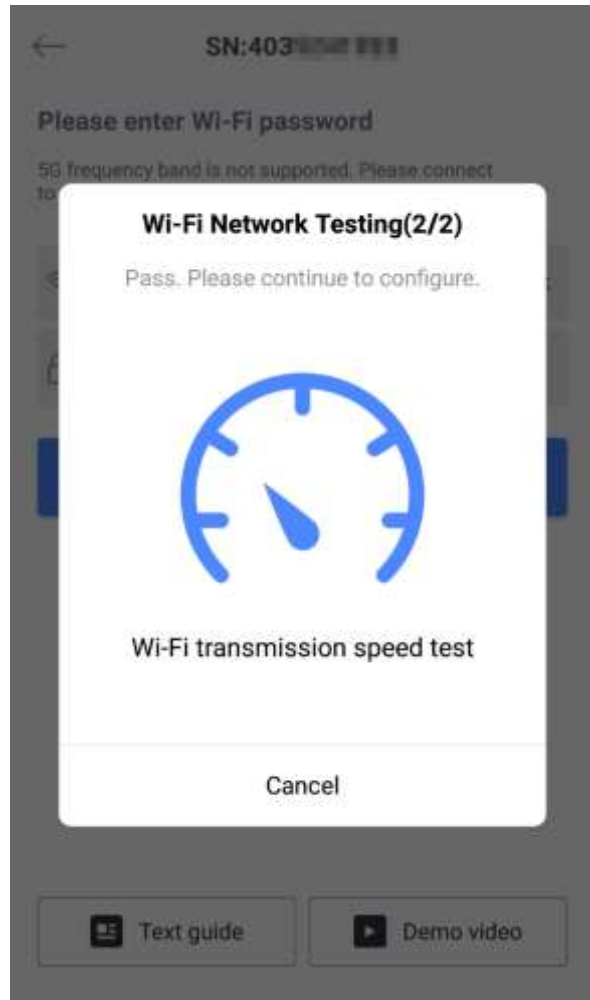 SN:403
Please enter Wi-Fi password
5G frequency band is not supported. Please connect
to
Wi-Fi Network Testing(2/2)
Pass. Please continue to configure.
Wi-Fi transmission speed test
Cancel
Text guide
Demo video